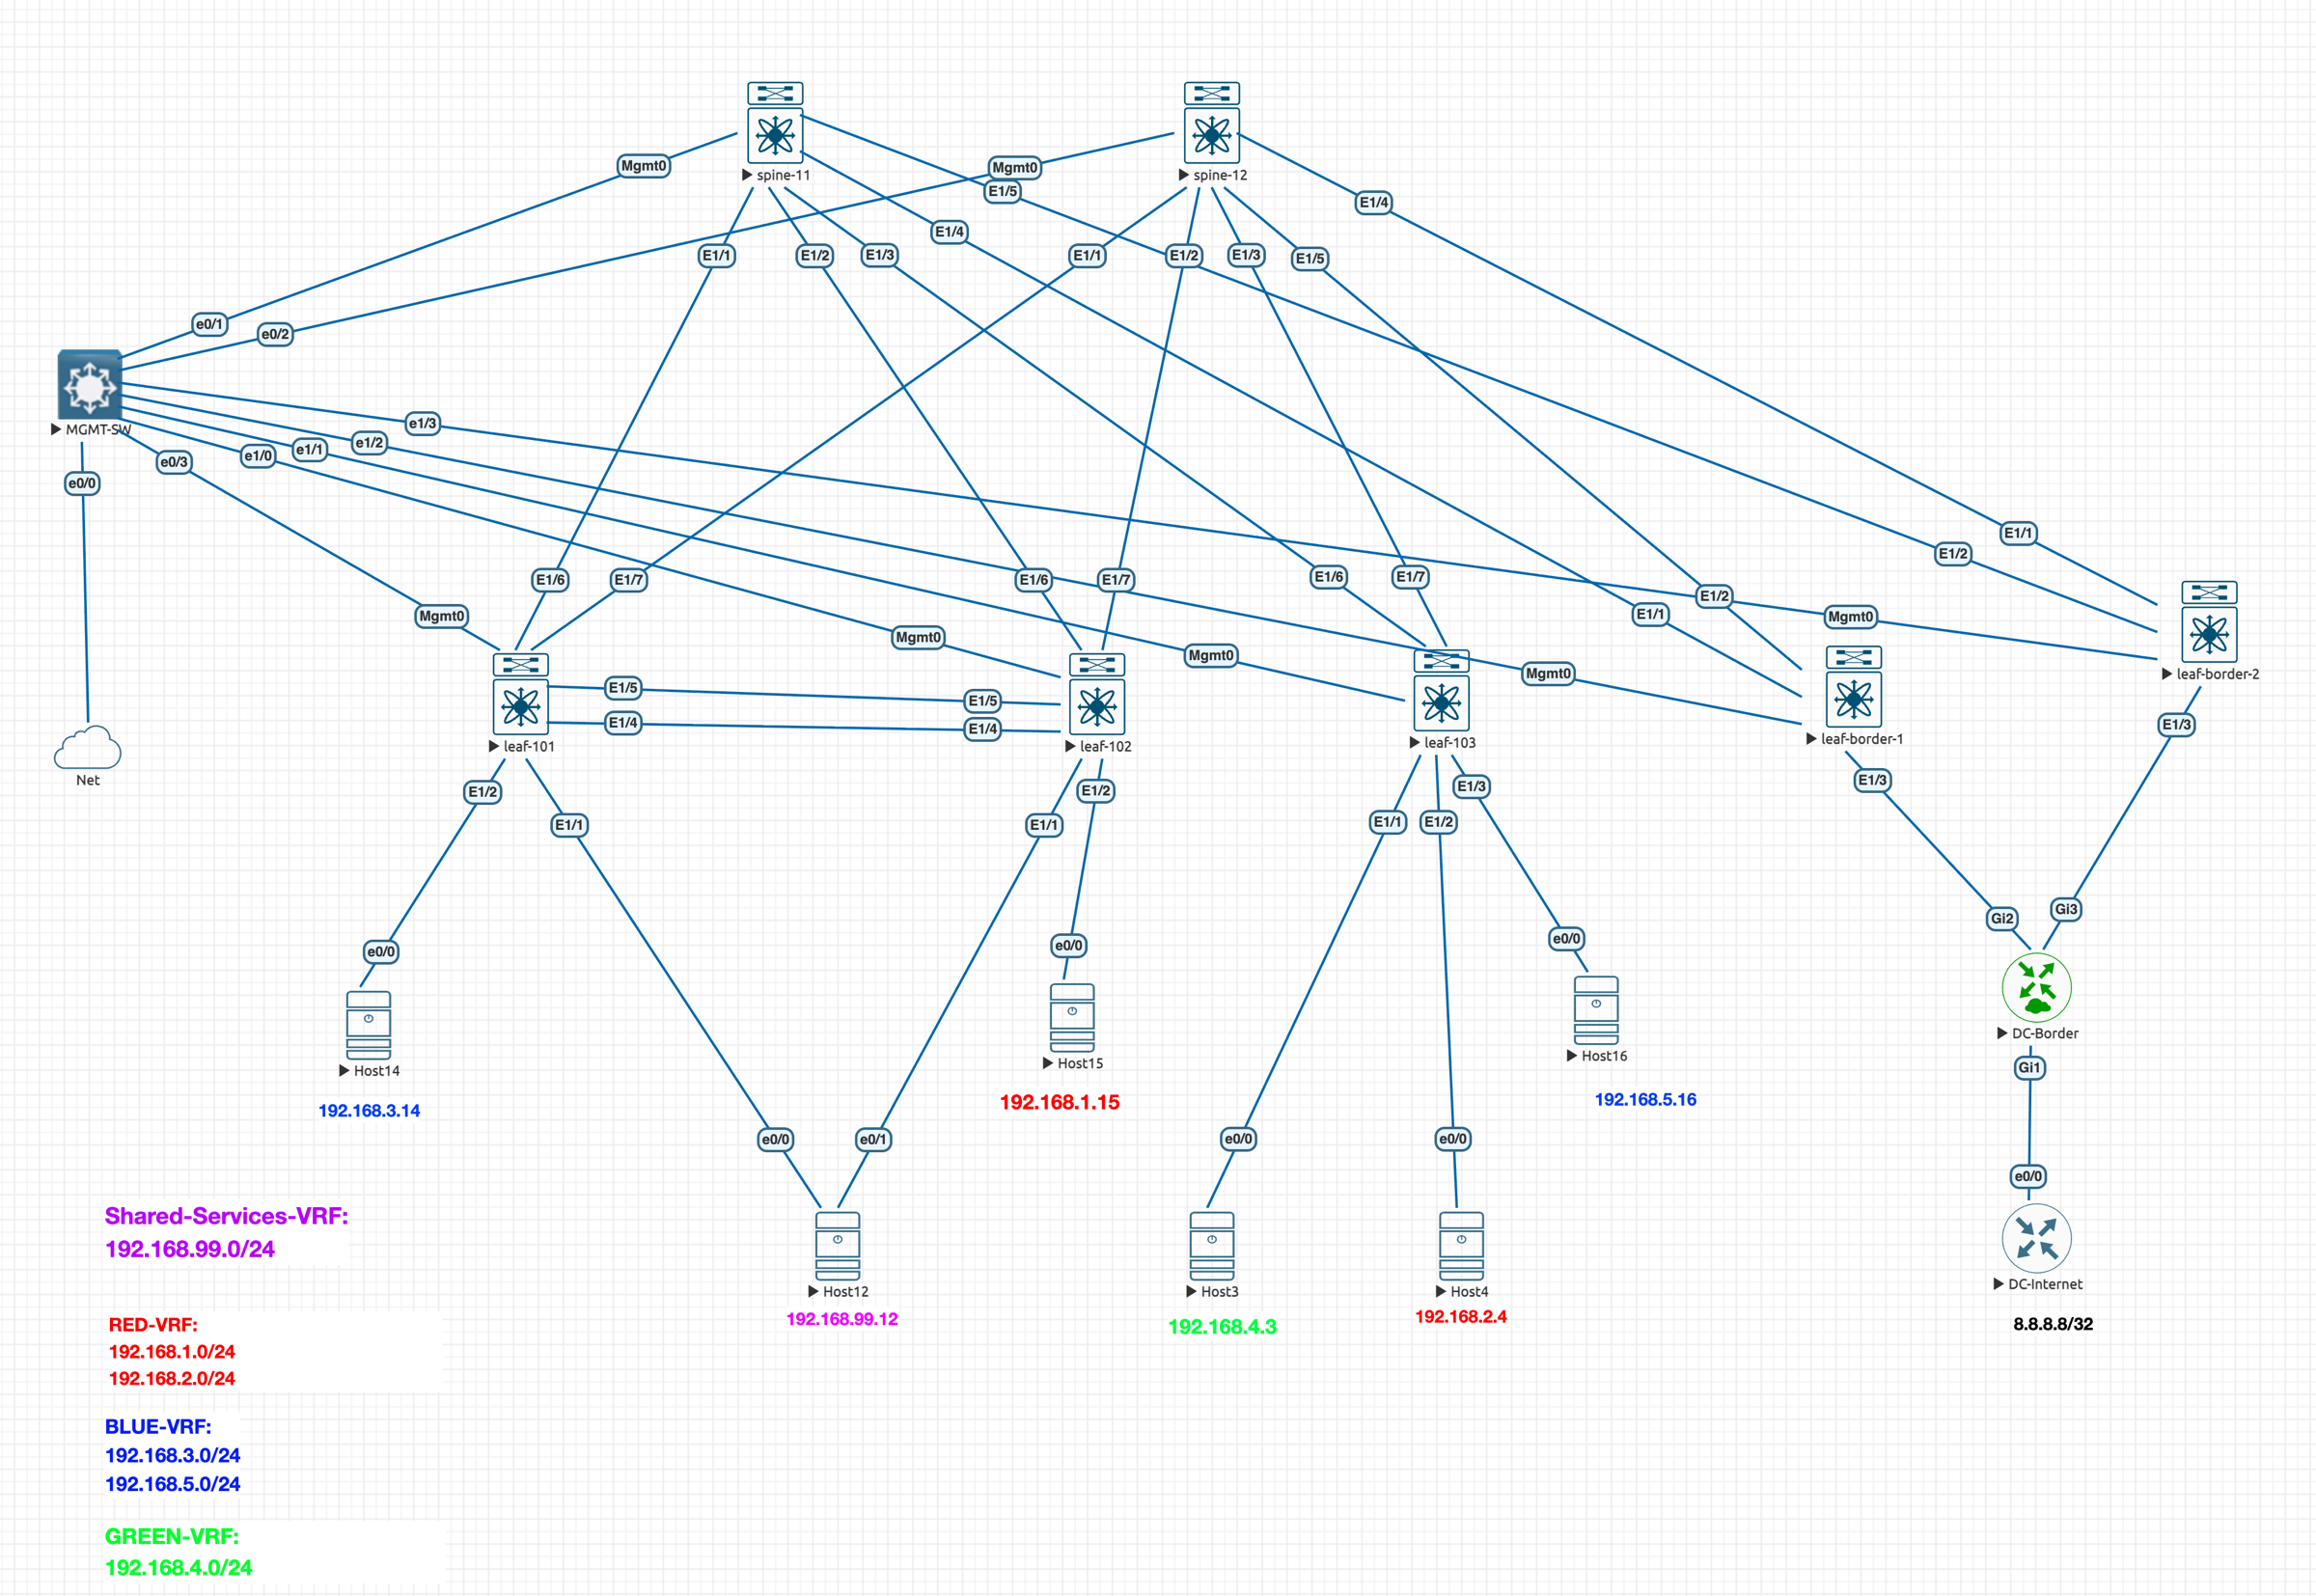 spine-11
spine-12
Mgmt0
Mgmt0
E1/5
E1/4
E1/4
E1/1
E1/2
E1/3
E1/1
E1/2
E1/3
E1/5
e0/1
e0/2
MGMT-SW
e1/3
e1/2
e1/1
e1/0
e0/3
e0/0
E1/1
E1/2
E1/6
E1/7
E1/6
E1/7
E1/6
E1/7
E1/2
E1/1
Mgmt0
Mgmt0
Mgmt0
Mgmt0
Mgmt0
leaf-border-2
E1/5
E1/5
E1/4
E1/4
E1/3
leaf-101
leaf-102
leaf-103
leaf-border-1
Net
E1/2
E1/1
E1/1
E1/2
E1/1
E1/2
E1/3
E1/3
Gi2
Gi3
e0/0
e0/0
e0/0
DC-Border
Host14
Host15
Host16
Gi1
192.168.3.14
192.168.1.15
192.168.5.16
e0/0
e0/1
e0/0
e0/0
e0/0
Host12
Host3
Host4
DC-Internet
192.168.99.12
192.168.4.3
192.168.2.4
8.8.8.8/32
Shared-Services-VRF:
192.168.99.0/24
RED-VRF:
192.168.1.0/24
192.168.2.0/24
BLUE-VRF:
192.168.3.0/24
192.168.5.0/24
GREEN-VRF:
192.168.4.0/24